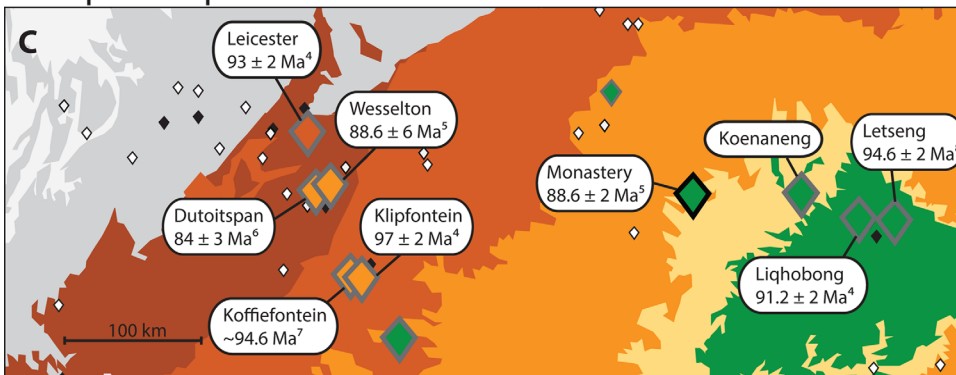 C
Leicester
93 ± 2 Ma⁴
Wesselton
88.6 ± 6 Ma⁵
Dutoitspan
84 ± 3 Ma⁶
Klipfontein
97 ± 2 Ma⁴
Koffiefontein
~94.6 Ma⁷
100 km
Monastery
88.6 ± 2 Ma⁵
Koenaneng
Letseng
94.6 ± 2 Ma
Liqhobong
91.2 ± 2 Ma⁴